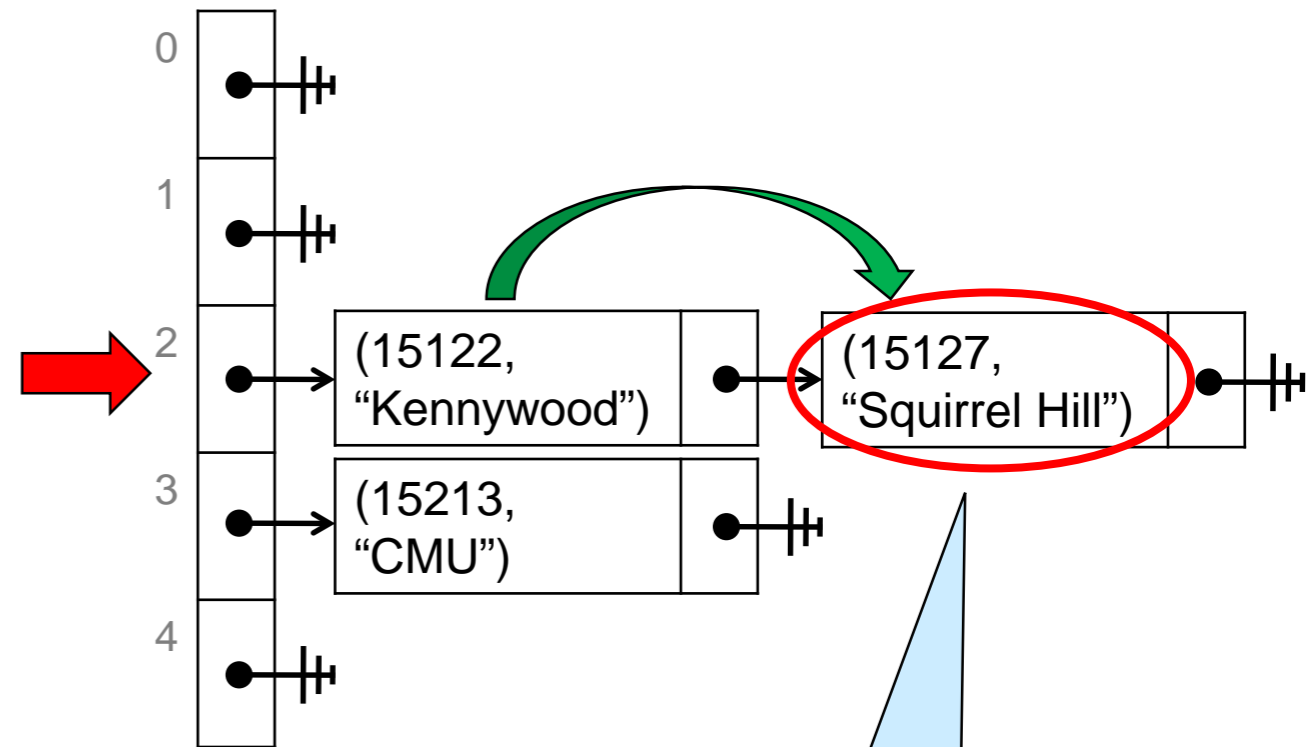 0
1
2
(15122,
“Kennywood”)
(15127,
“Squirrel Hill”)
3
(15213,
“CMU”)
4